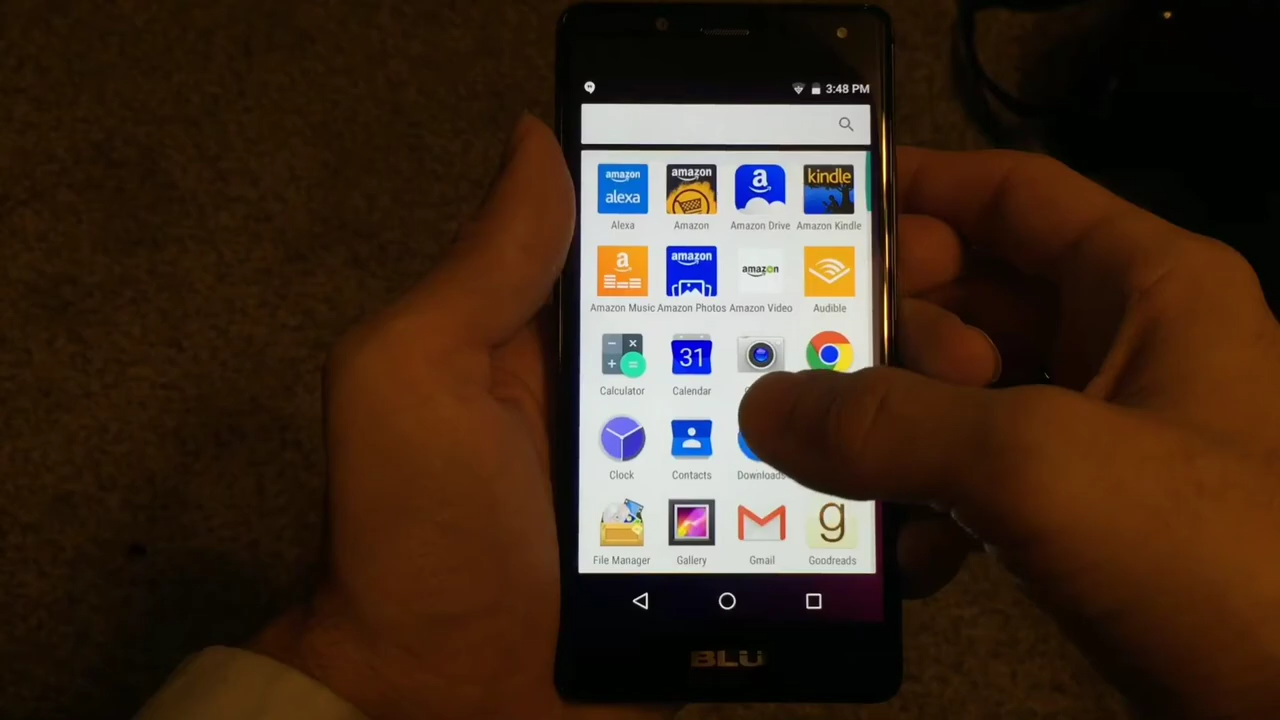 3:48 PM
amazon alexa
amazon
a
kindle
Alexa
Amazon
Amazon Drive
Amazon Kindle
a
amazon
amazon
Amazon Music
Amazon Photos
Amazon Video
Audible
31
Calculator
Calendar
Clock
Contacts
Downloads
g
File Manager
Gallery
Gmail
Goodreads
BLU